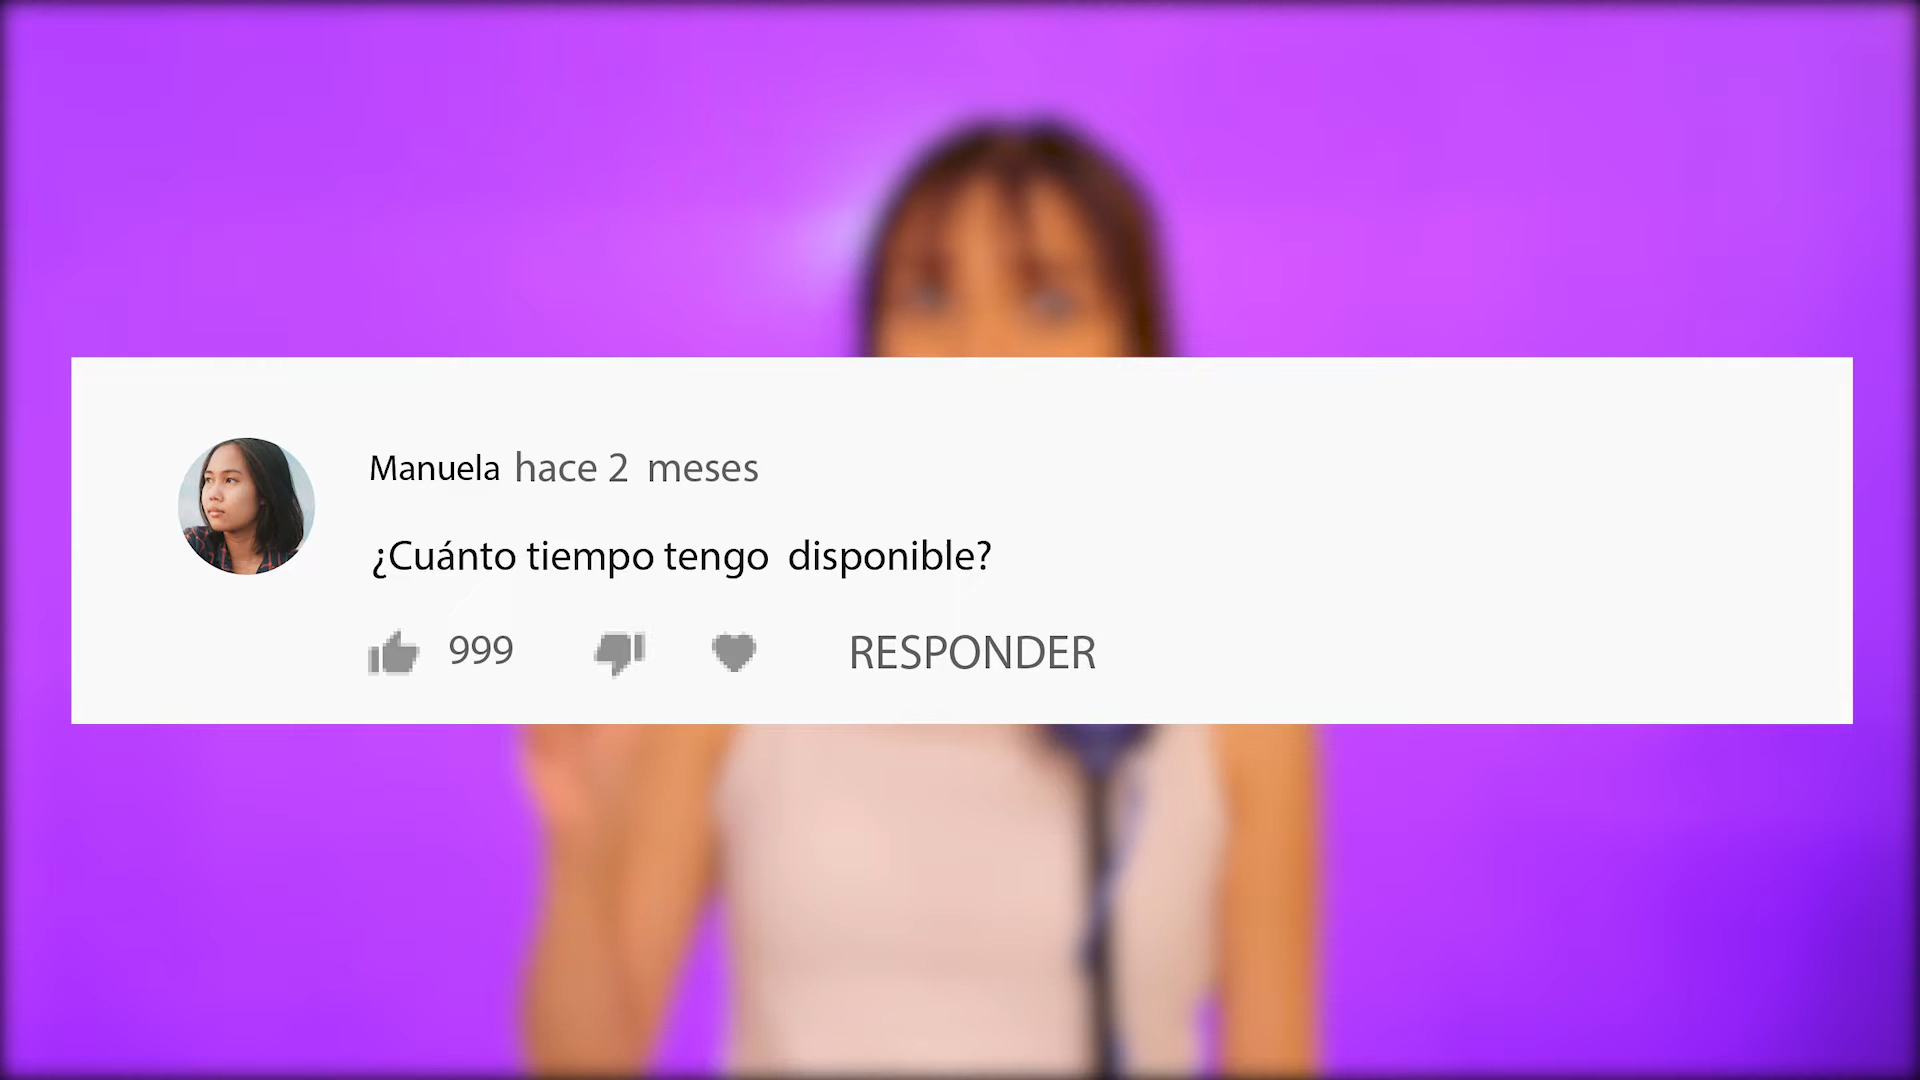 Manuela hace 2 meses
¿Cuánto tiempo tengo disponible?
999 RESPONDER